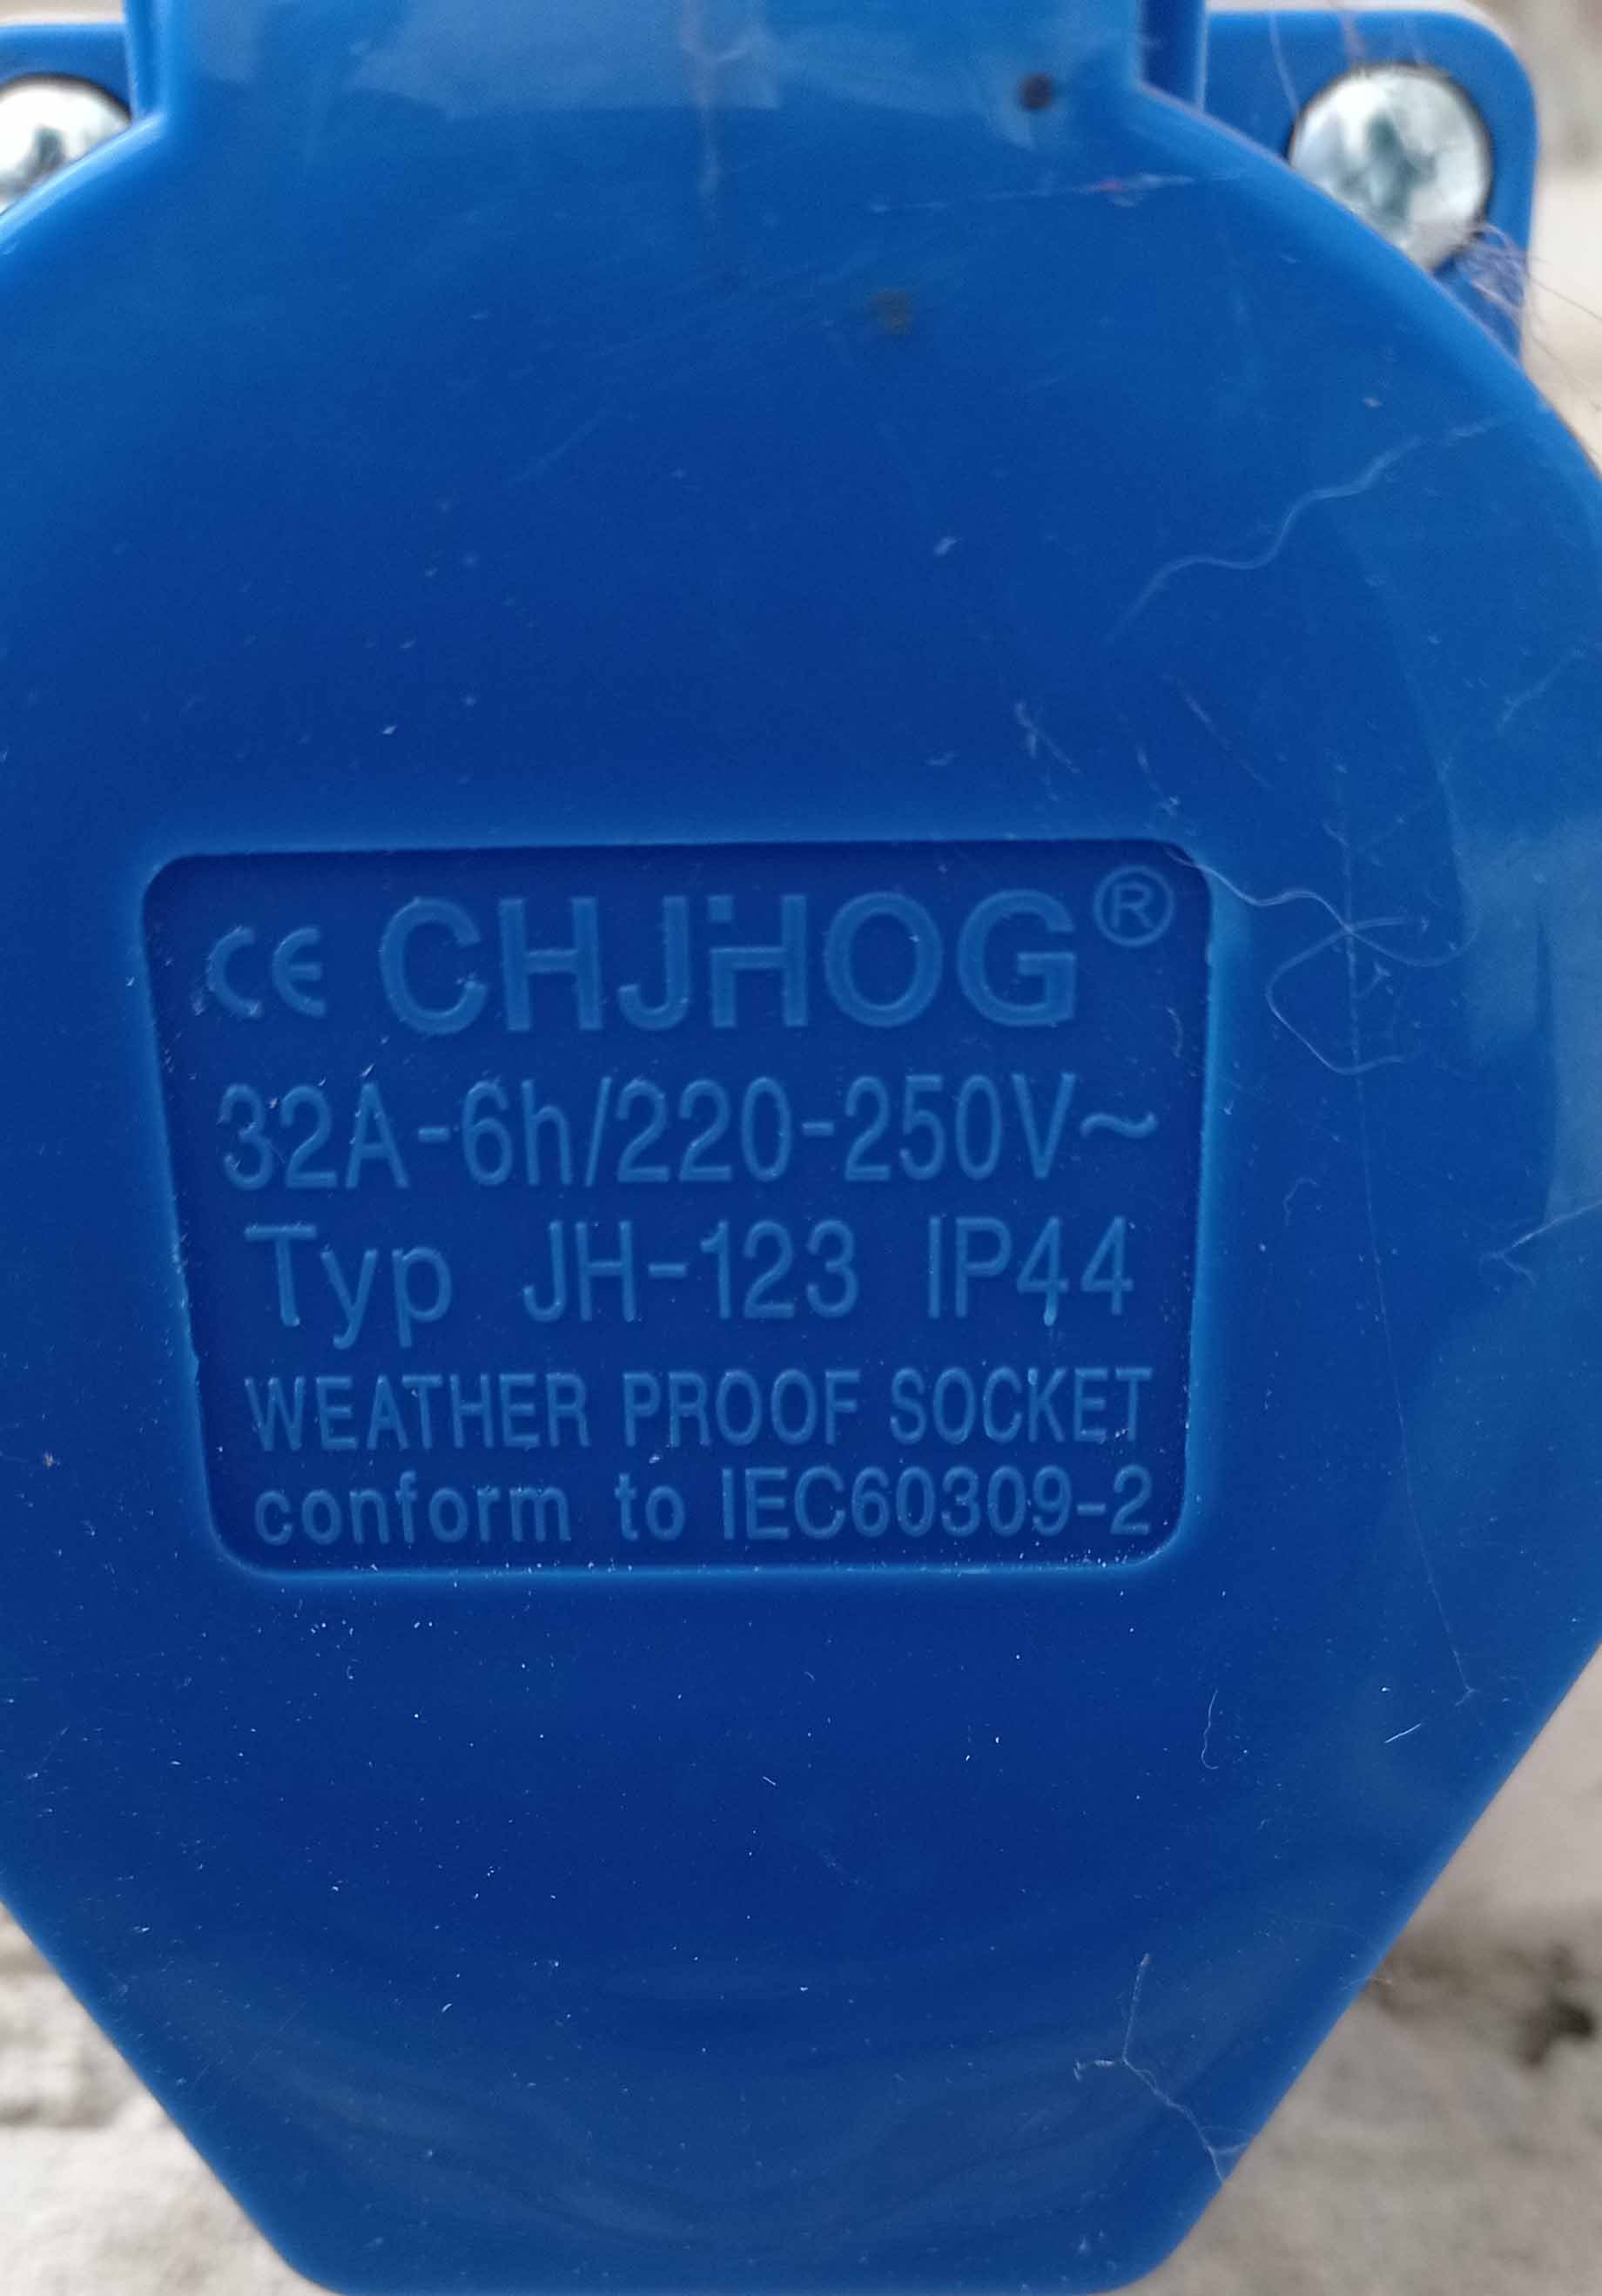 CE CHJHOG®
32A-6h/220-250V~
Typ JH-123 IP44
WEATHER PROOF SOCKET
conform to IEC60309-2